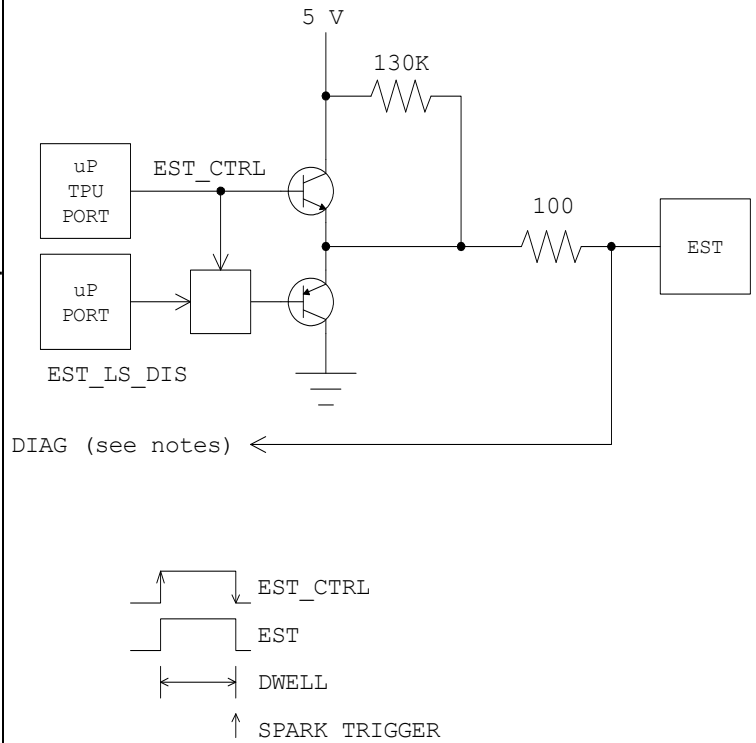 5 V
130K
uP
TPU
PORT
EST_CTRL
100
EST
uP
PORT
EST_LS_DIS
DIAG (see notes)
EST_CTRL
EST
DWELL
SPARK TRIGGER